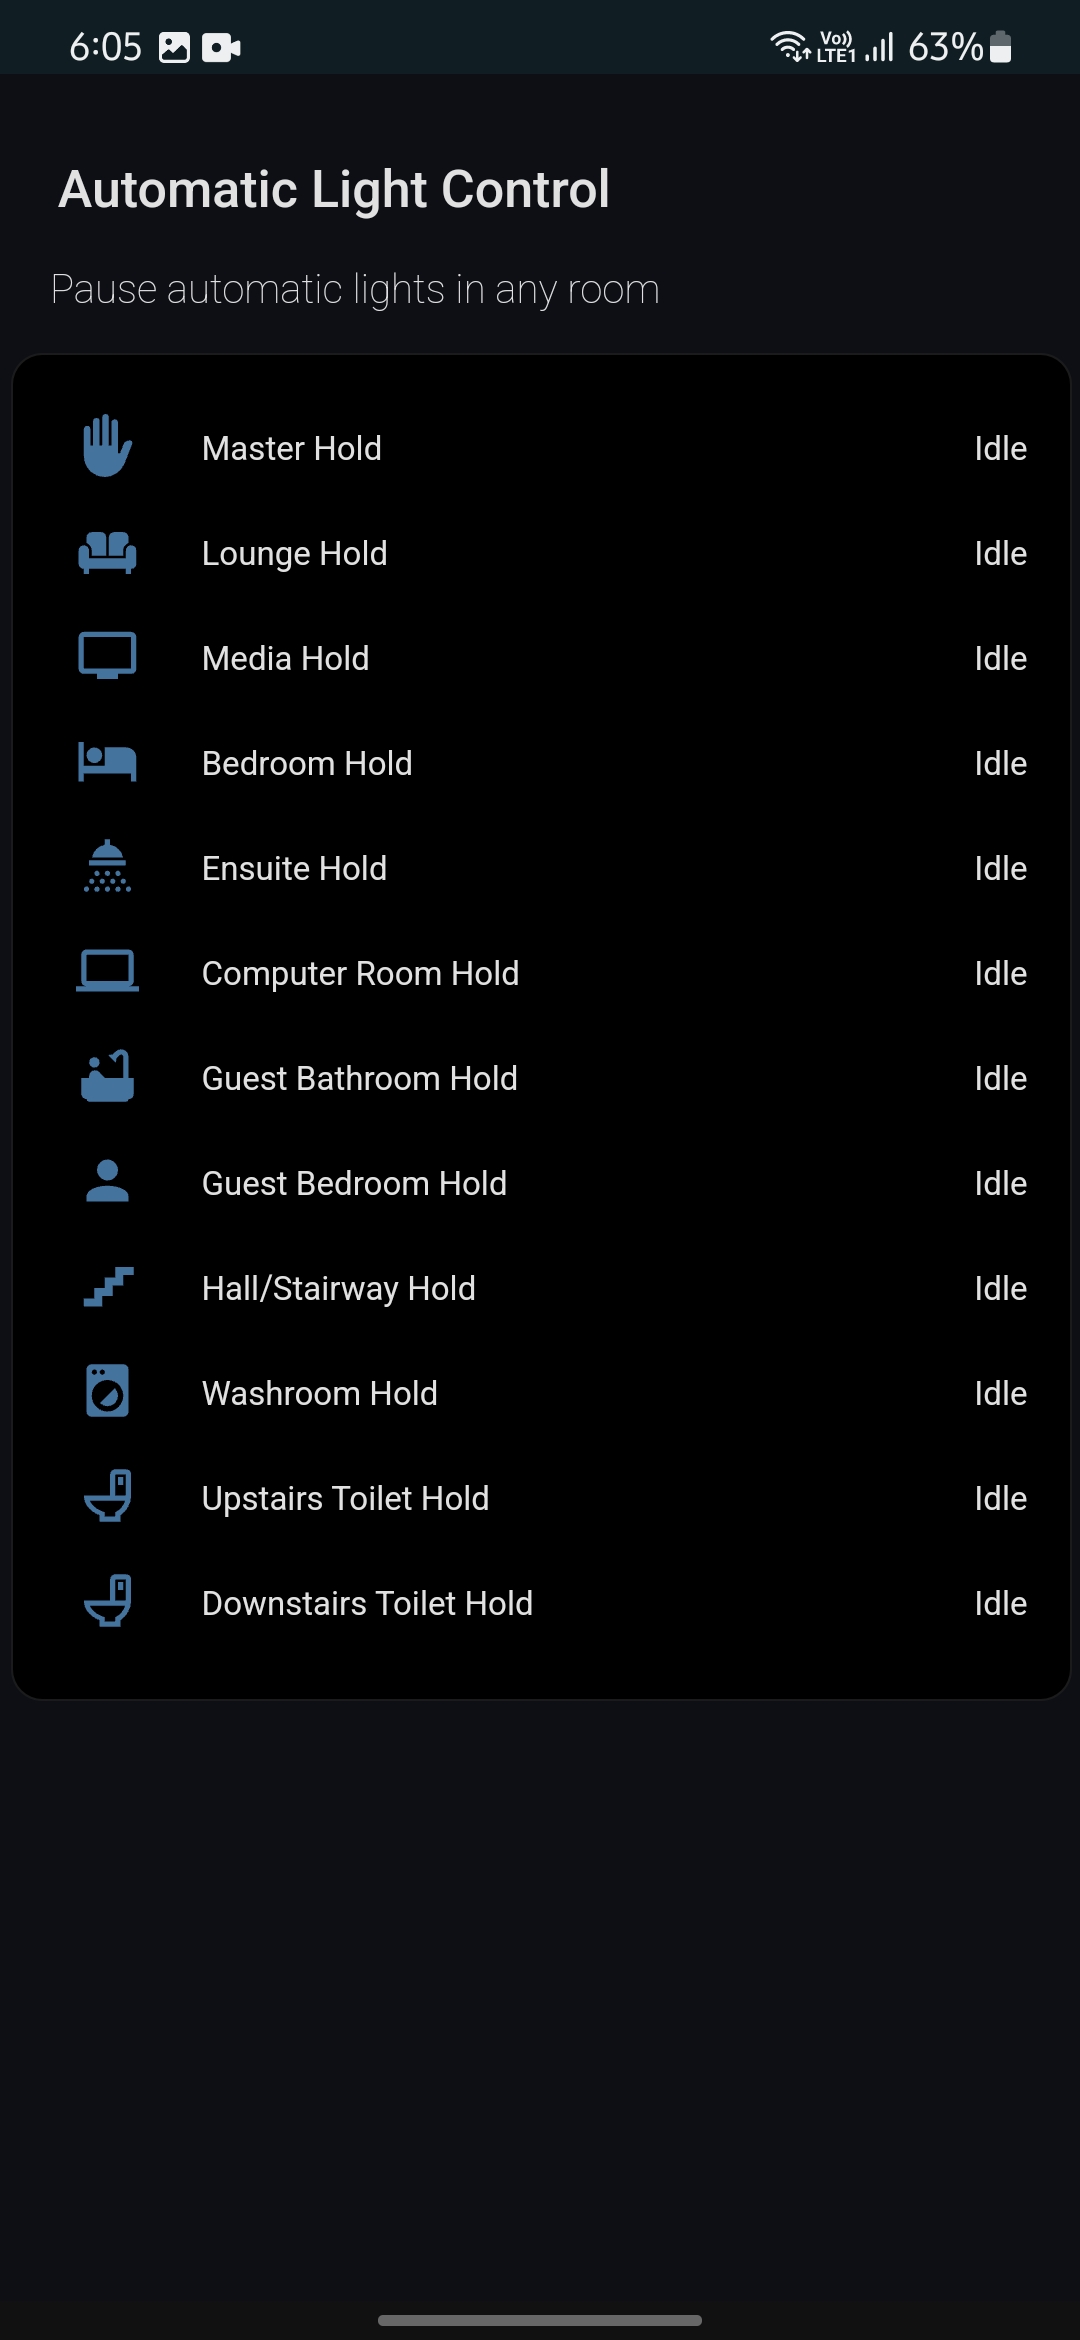 6:05 Vo)) LTE1 63%
Automatic Light Control
Pause automatic lights in any room
Master Hold Idle
Lounge Hold Idle
Media Hold Idle
Bedroom Hold Idle
Ensuite Hold Idle
Computer Room Hold Idle
Guest Bathroom Hold Idle
Guest Bedroom Hold Idle
Hall/Stairway Hold Idle
Washroom Hold Idle
Upstairs Toilet Hold Idle
Downstairs Toilet Hold Idle